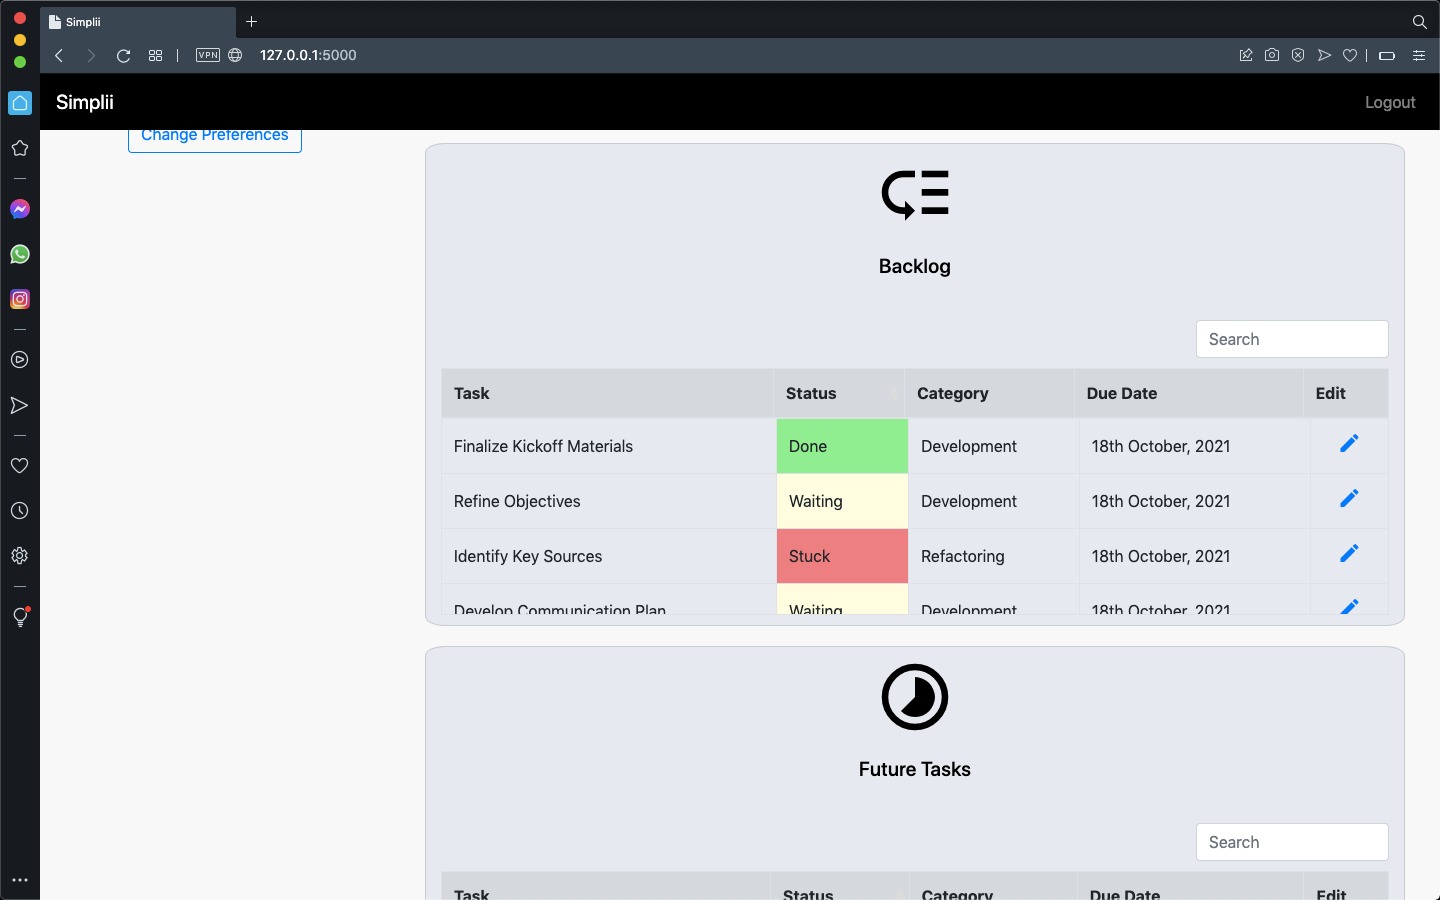 Simplii
VPN 127.0.0.1:5000
Simplii Logout
Change Preferences
Backlog
Search
Task Status Category Due Date Edit
Finalize Kickoff Materials Done Development 18th October, 2021
Refine Objectives Waiting Development 18th October, 2021
Identify Key Sources Stuck Refactoring 18th October, 2021
Develop Communication Plan Waiting Development 18th October, 2021
Future Tasks
Search
Task Status Category Due Date Edit